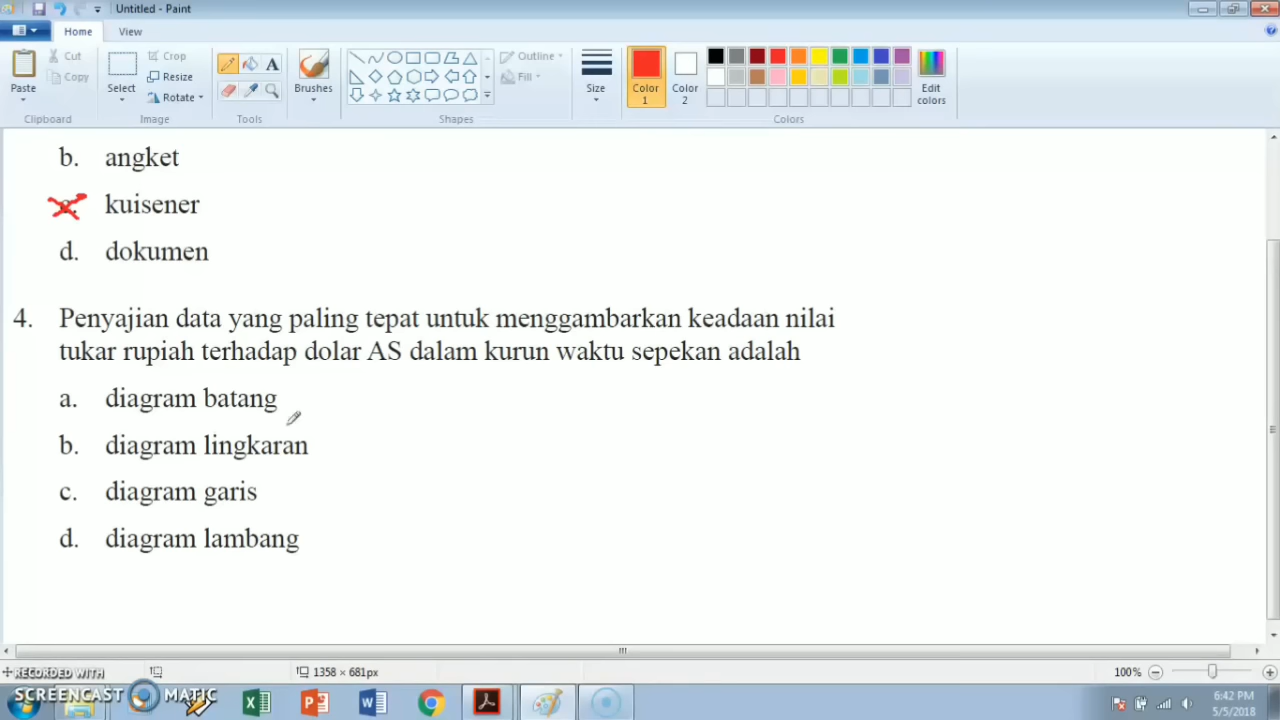 Untitled - Paint
Home
View
Paste
Cut
Copy
Clipboard
Select
Crop
Resize
Rotate
Image
A
Tools
Brushes
Outline
Fill
Shapes
Size
Color 1
Color 2
Edit colors
Colors
b. angket
c. kuisener
d. dokumen
4. Penyajian data yang paling tepat untuk menggambarkan keadaan nilai
tukar rupiah terhadap dolar AS dalam kurun waktu sepekan adalah
a. diagram batang
b. diagram lingkaran
c. diagram garis
d. diagram lambang
1358 × 681px
100%
RECORDED WITH
SCREENCAST MATIC
6:42 PM
5/5/2018